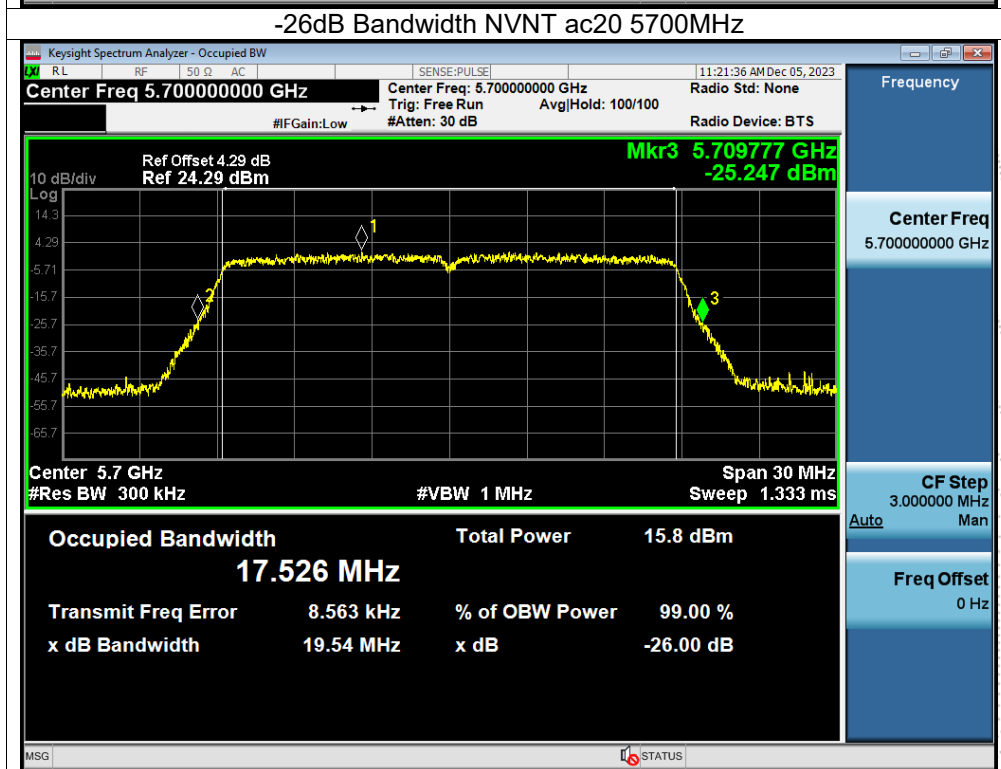 -26dB Bandwidth NVNT ac20 5700MHz
Keysight Spectrum Analyzer - Occupied BW
LXI RL RF 50 Ω AC SENSE:PULSE 11:21:36 AM Dec 05, 2023
Center Freq 5.700000000 GHz Center Freq: 5.700000000 GHz Radio Std: None
Trig: Free Run Avg|Hold: 100/100
#IFGain:Low #Atten: 30 dB Radio Device: BTS
Mkr3 5.709777 GHz
-25.247 dBm
Ref Offset 4.29 dB
10 dB/div Ref 24.29 dBm
Log
14.3
4.29
-5.71
-15.7
-25.7
-35.7
-45.7
-55.7
-65.7
1
2
3
Center 5.7 GHz Span 30 MHz
#Res BW 300 kHz #VBW 1 MHz Sweep 1.333 ms
Occupied Bandwidth Total Power 15.8 dBm
17.526 MHz
Transmit Freq Error 8.563 kHz % of OBW Power 99.00 %
x dB Bandwidth 19.54 MHz x dB -26.00 dB
Frequency
Center Freq
5.700000000 GHz
CF Step
3.000000 MHz
Auto Man
Freq Offset
0 Hz
MSG STATUS